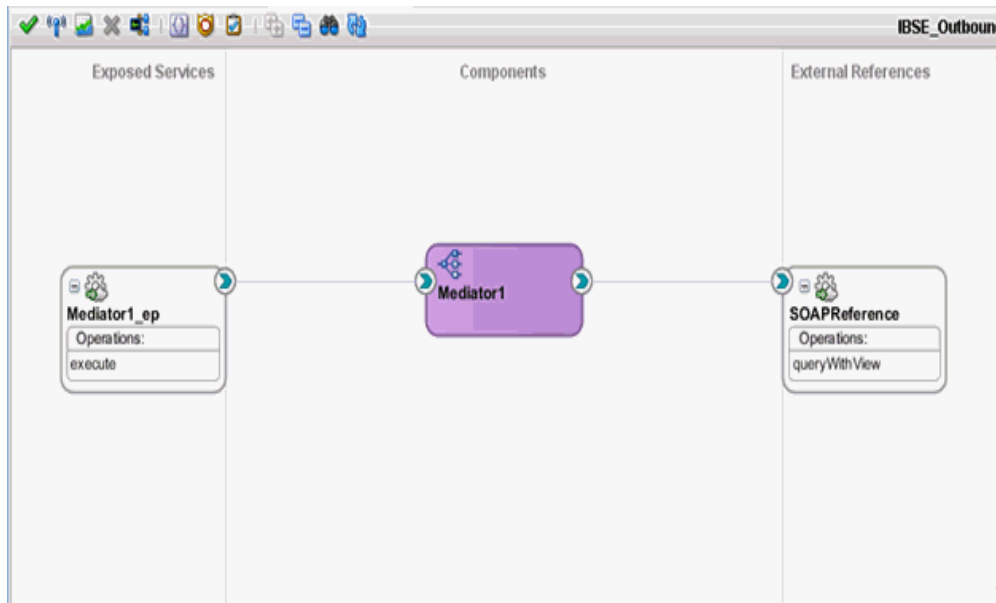 IBSE_Outboun
Exposed Services
Components
External References
Mediator1_ep
Operations:
execute
Mediator1
SOAPReference
Operations:
queryWithView